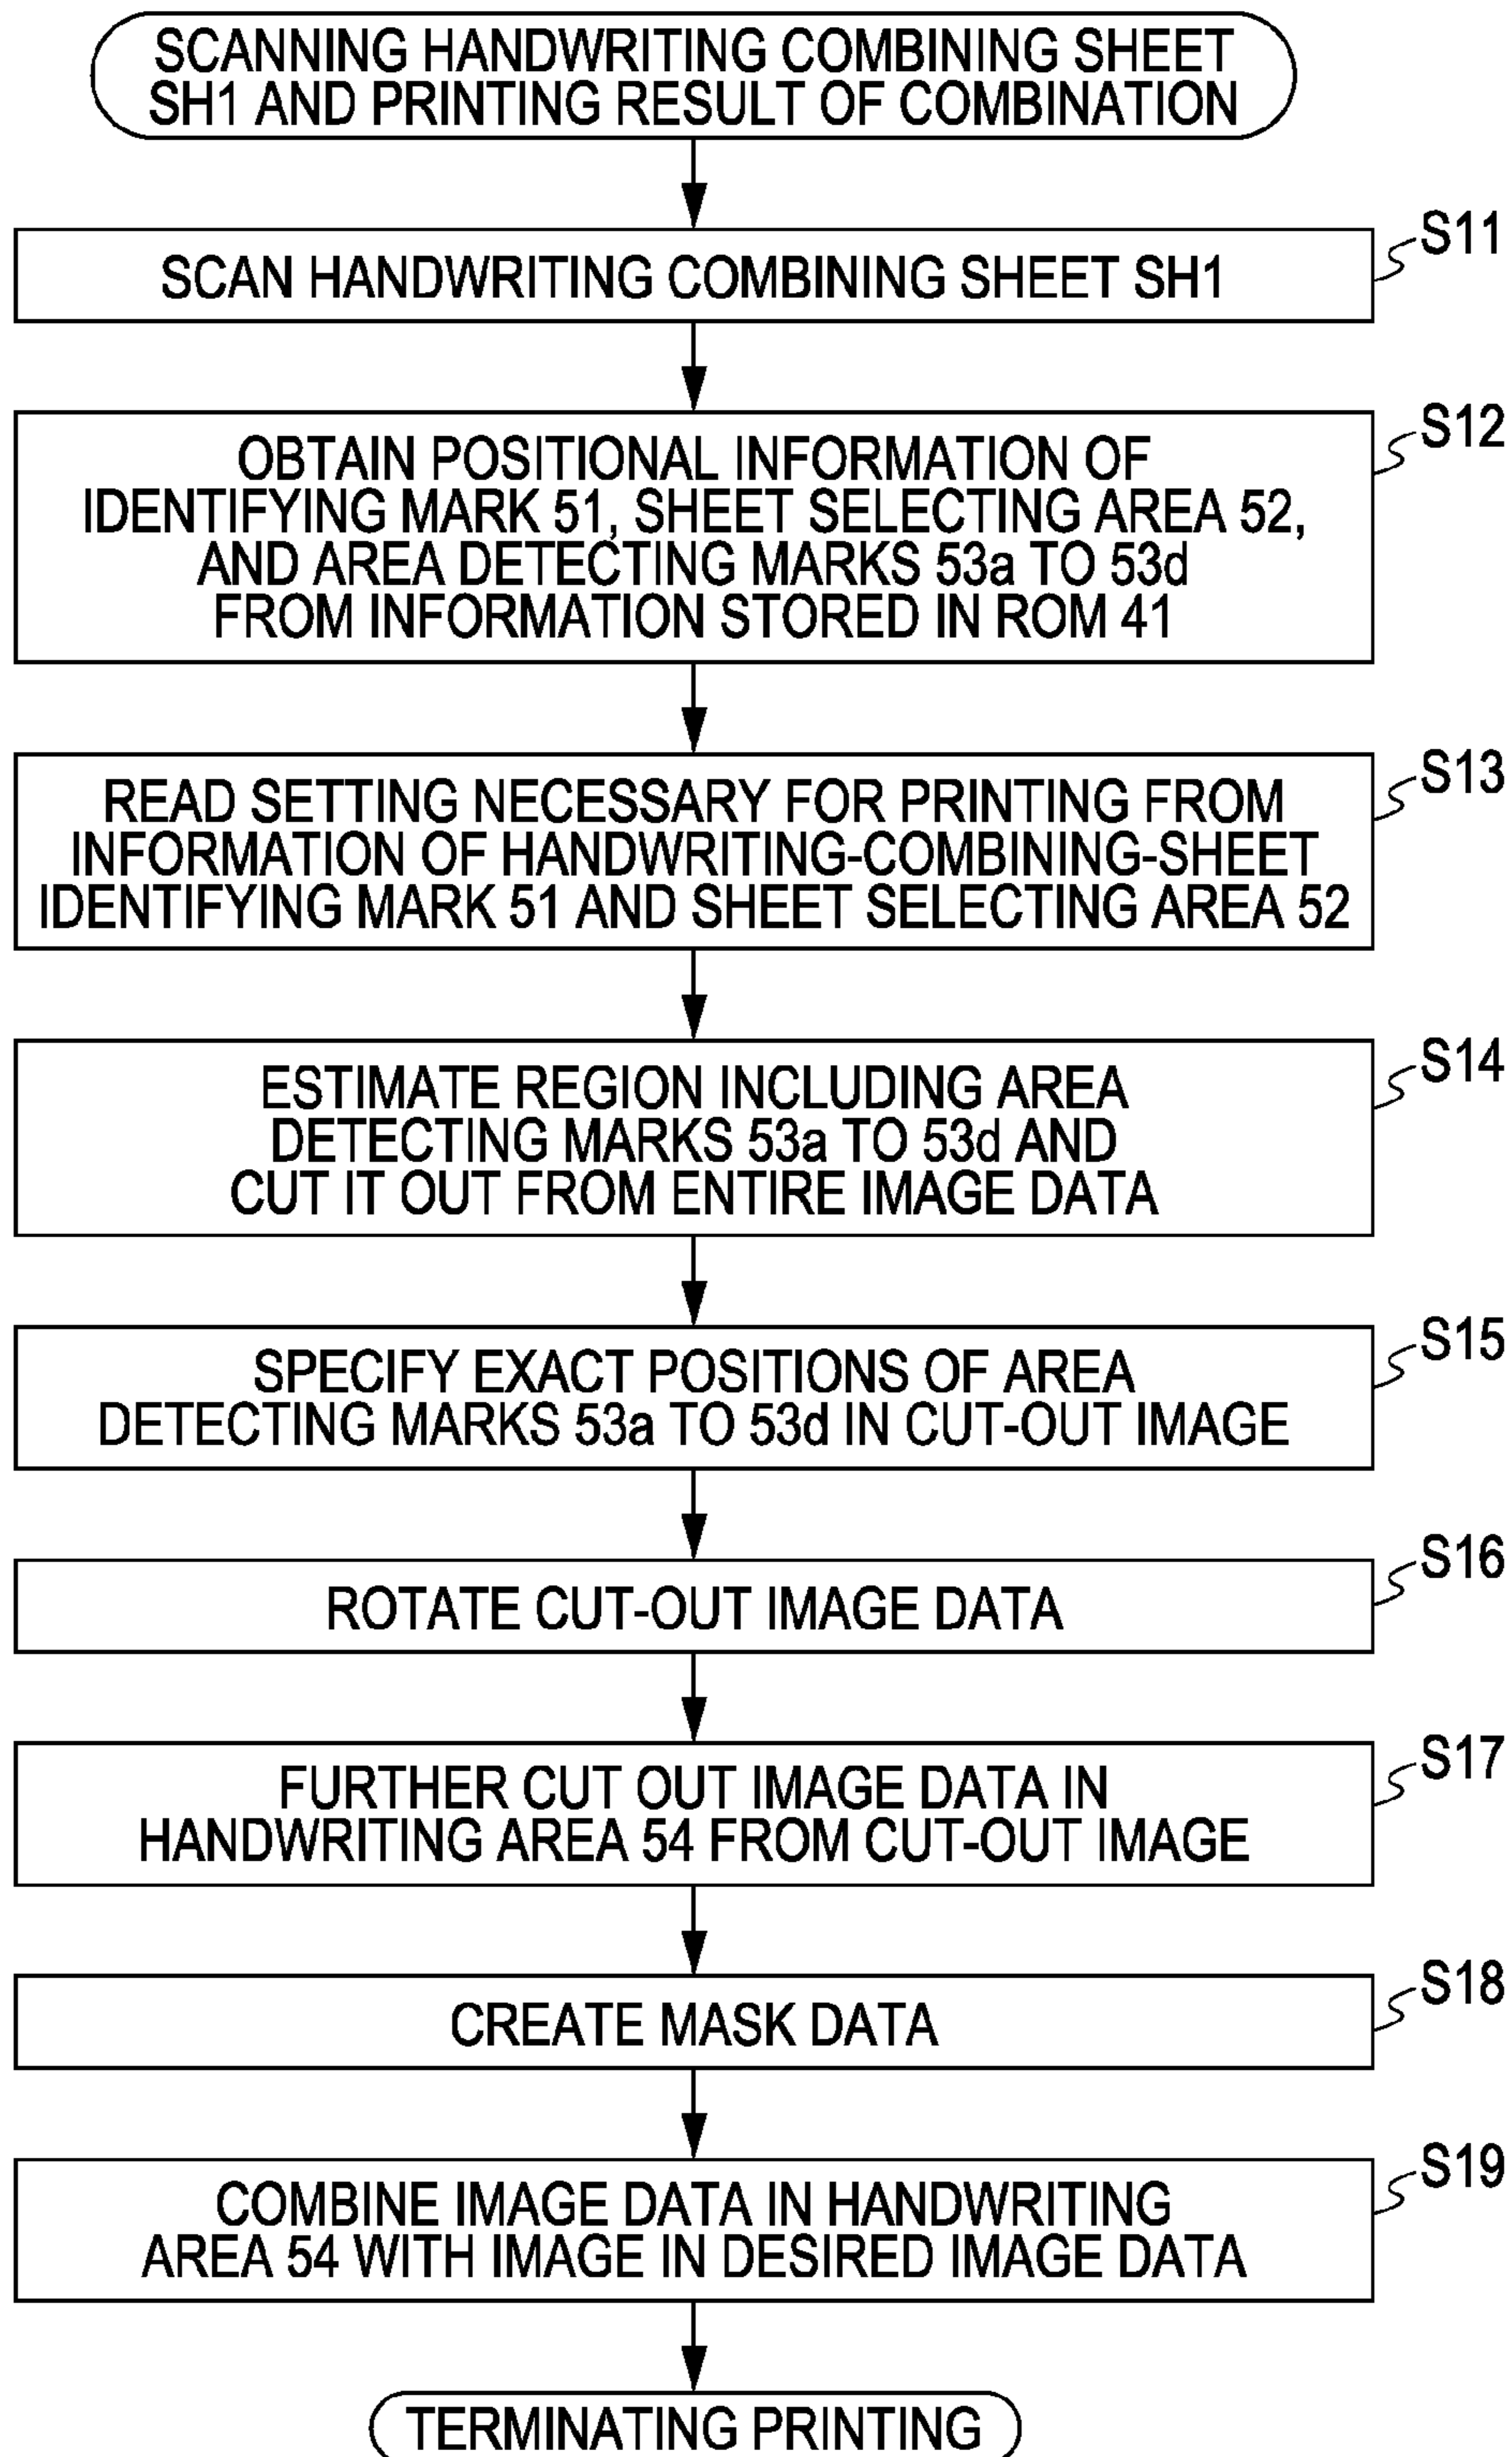 SCANNING HANDWRITING COMBINING SHEET
SH1 AND PRINTING RESULT OF COMBINATION
S11
SCAN HANDWRITING COMBINING SHEET SH1
S12
OBTAIN POSITIONAL INFORMATION OF
IDENTIFYING MARK 51, SHEET SELECTING AREA 52,
AND AREA DETECTING MARKS 53a TO 53d
FROM INFORMATION STORED IN ROM 41
S13
READ SETTING NECESSARY FOR PRINTING FROM
INFORMATION OF HANDWRITING-COMBINING-SHEET
IDENTIFYING MARK 51 AND SHEET SELECTING AREA 52
S14
ESTIMATE REGION INCLUDING AREA
DETECTING MARKS 53a TO 53d AND
CUT IT OUT FROM ENTIRE IMAGE DATA
S15
SPECIFY EXACT POSITIONS OF AREA
DETECTING MARKS 53a TO 53d IN CUT-OUT IMAGE
S16
ROTATE CUT-OUT IMAGE DATA
S17
FURTHER CUT OUT IMAGE DATA IN
HANDWRITING AREA 54 FROM CUT-OUT IMAGE
S18
CREATE MASK DATA
S19
COMBINE IMAGE DATA IN HANDWRITING
AREA 54 WITH IMAGE IN DESIRED IMAGE DATA
TERMINATING PRINTING